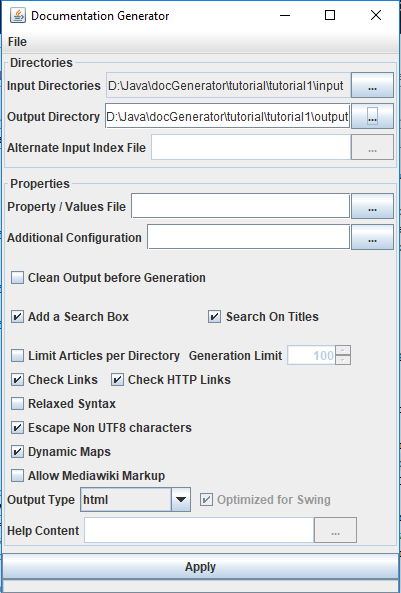 Documentation Generator
File
Directories
Input Directories D:\Java\docGenerator\tutorial\tutorial1\input ...
Output Directory D:\Java\docGenerator\tutorial\tutorial1\output ...
Alternate Input Index File ...
Properties
Property / Values File ...
Additional Configuration ...
Clean Output before Generation
Add a Search Box Search On Titles
Limit Articles per Directory Generation Limit 100
Check Links Check HTTP Links
Relaxed Syntax
Escape Non UTF8 characters
Dynamic Maps
Allow Mediawiki Markup
Output Type html Optimized for Swing
Help Content ...
Apply